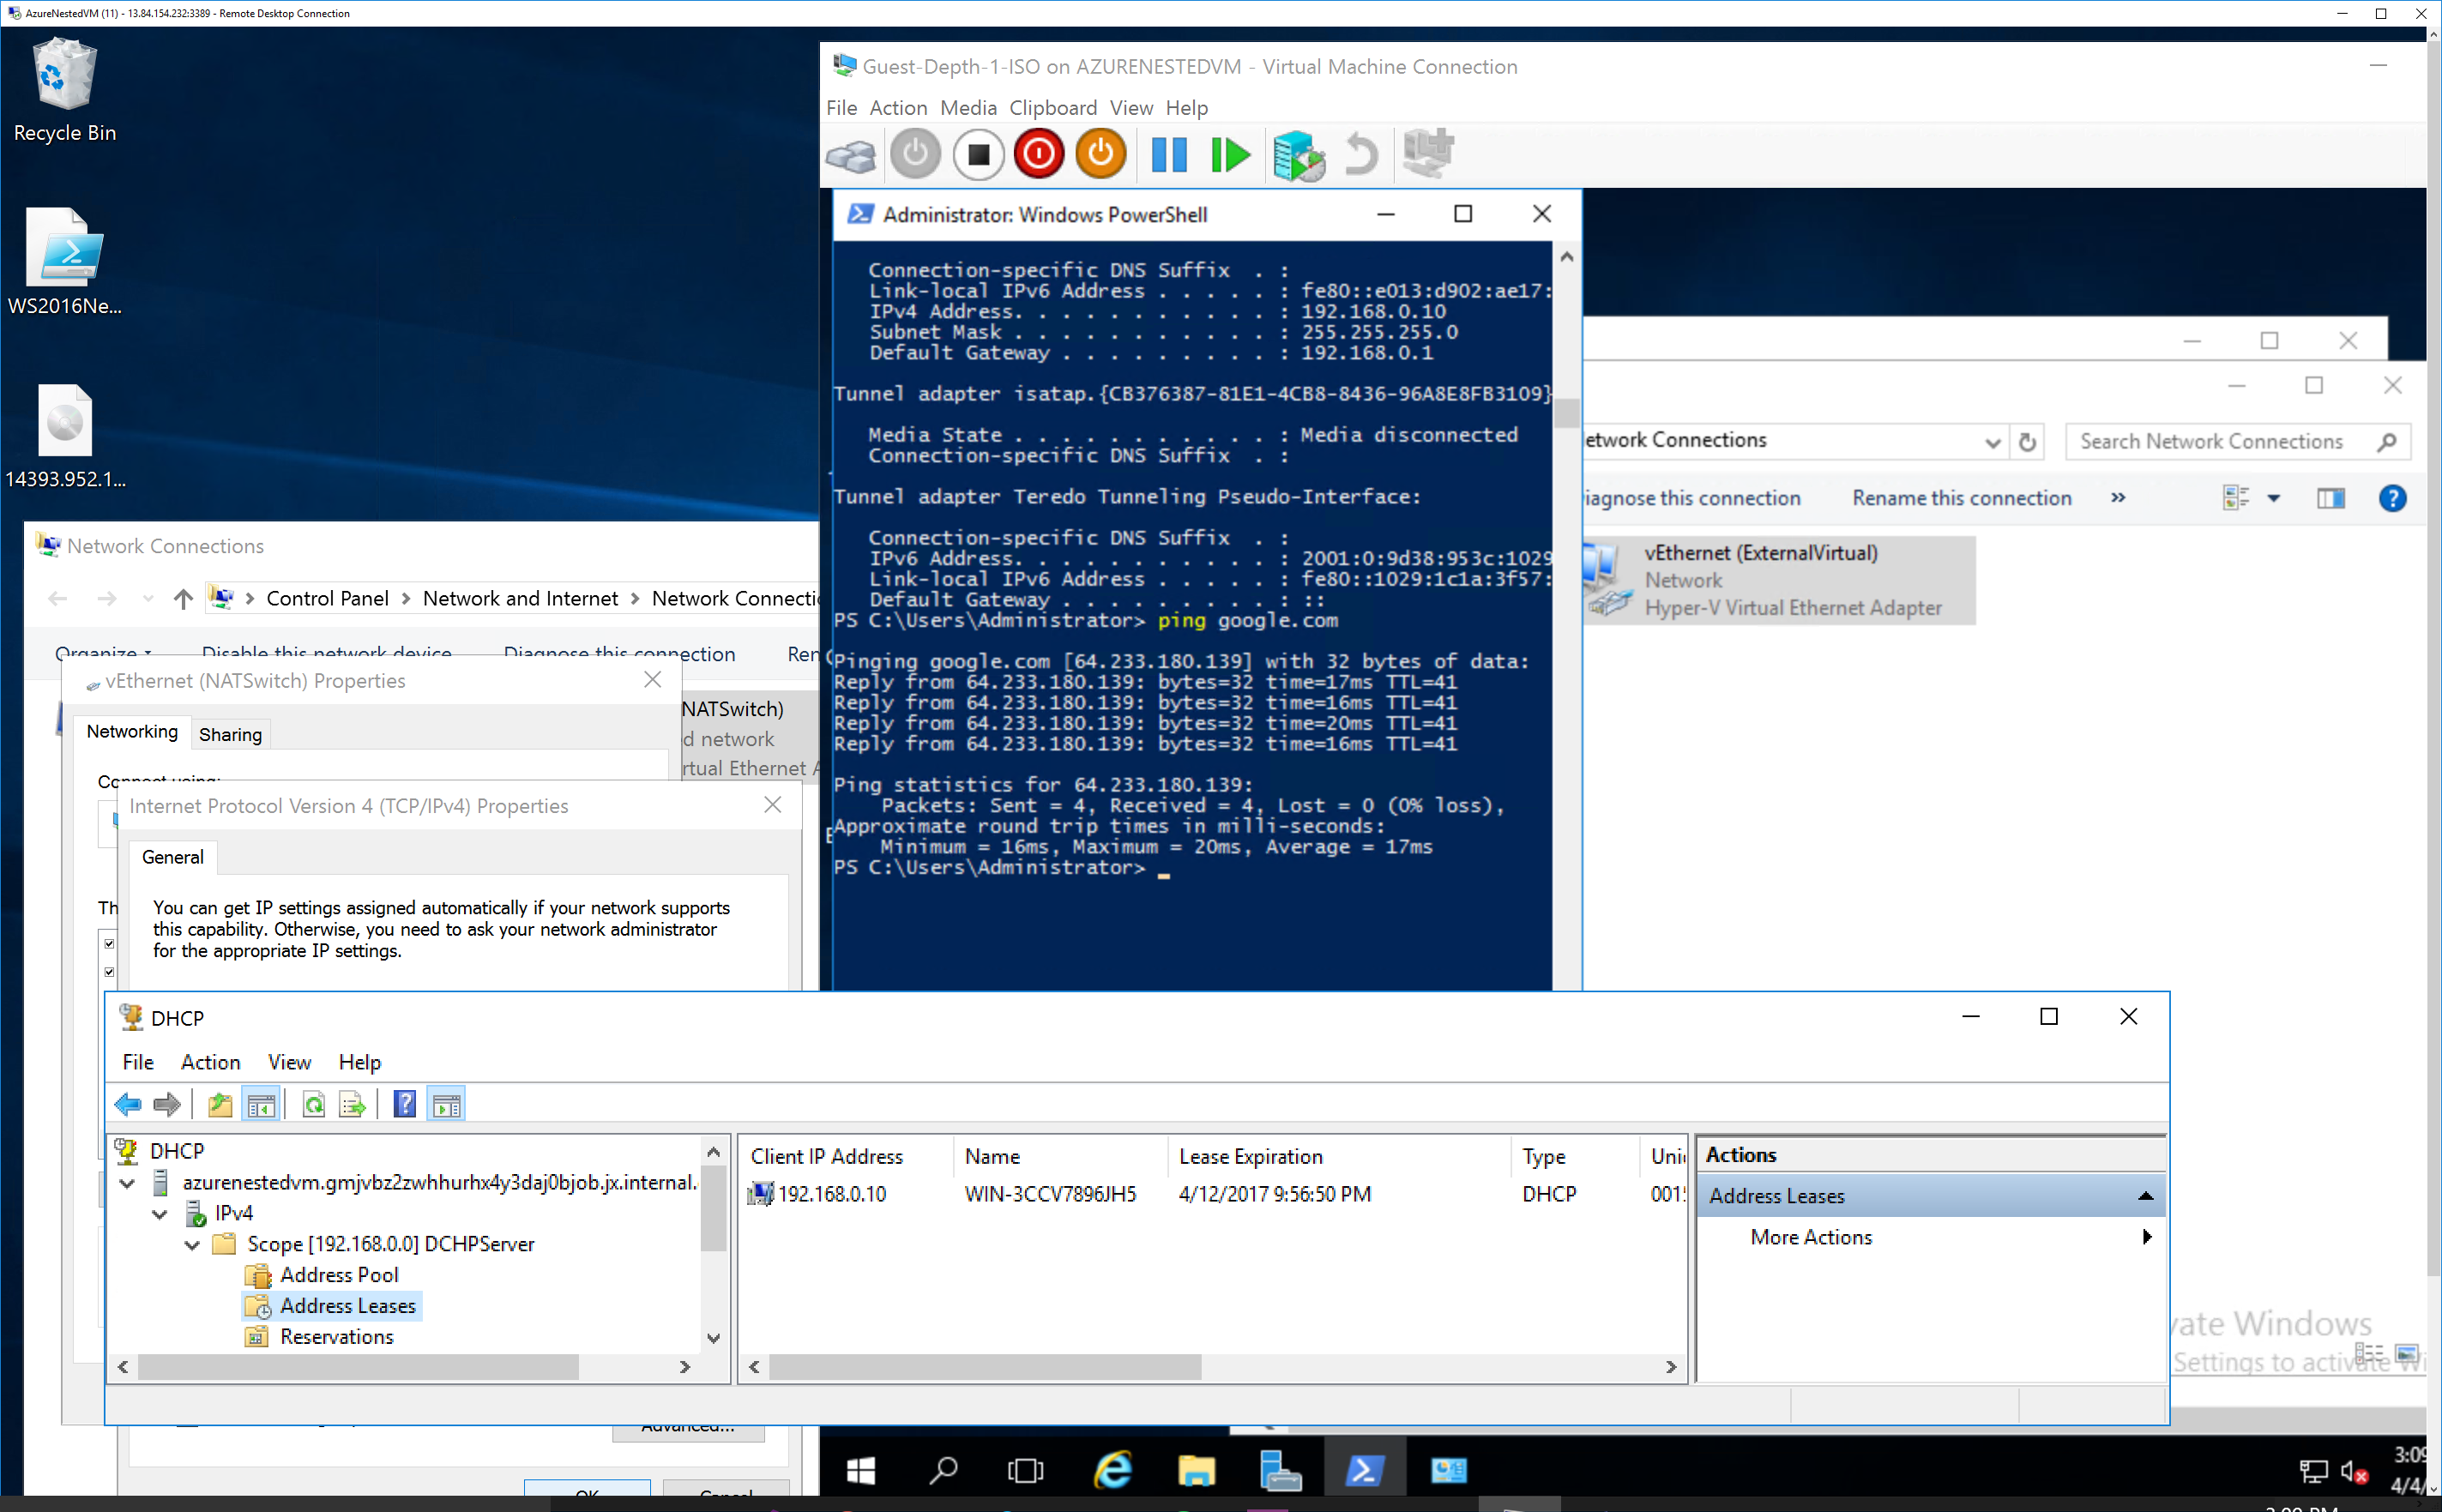 AzureNestedVM (11) - 13.84.154.232:3389 - Remote Desktop Connection
Recycle Bin
WS2016Ne...
14393.952.1...
Guest-Depth-1-ISO on AZURENESTEDVM - Virtual Machine Connection
File Action Media Clipboard View Help
Administrator: Windows PowerShell
Connection-specific DNS Suffix . :
Link-local IPv6 Address . . . . . : fe80::e013:d902:ae17:
IPv4 Address. . . . . . . . . . . : 192.168.0.10
Subnet Mask . . . . . . . . . . . : 255.255.255.0
Default Gateway . . . . . . . . . : 192.168.0.1
Tunnel adapter isatap.{CB376387-81E1-4CB8-8436-96A8E8FB3109}
Media State . . . . . . . . . . . : Media disconnected
Connection-specific DNS Suffix . :
Tunnel adapter Teredo Tunneling Pseudo-Interface:
Connection-specific DNS Suffix . :
IPv6 Address. . . . . . . . . . . : 2001:0:9d38:953c:1029
Link-local IPv6 Address . . . . . : fe80::1029:1c1a:3f57:
Default Gateway . . . . . . . . . : ::
PS C:\Users\Administrator> ping google.com
Pinging google.com [64.233.180.139] with 32 bytes of data:
Reply from 64.233.180.139: bytes=32 time=17ms TTL=41
Reply from 64.233.180.139: bytes=32 time=16ms TTL=41
Reply from 64.233.180.139: bytes=32 time=20ms TTL=41
Reply from 64.233.180.139: bytes=32 time=16ms TTL=41
Ping statistics for 64.233.180.139:
Packets: Sent = 4, Received = 4, Lost = 0 (0% loss),
Approximate round trip times in milli-seconds:
Minimum = 16ms, Maximum = 20ms, Average = 17ms
PS C:\Users\Administrator> _
etwork Connections
Search Network Connections
iagnose this connection Rename this connection »
vEthernet (ExternalVirtual)
Network
Hyper-V Virtual Ethernet Adapter
Network Connections
Control Panel > Network and Internet > Network Connectic
Organize Disable this network device Diagnose this connection Ren
NATSwitch)
d network
rtual Ethernet A
vEthernet (NATSwitch) Properties
Networking Sharing
Connect using:
Internet Protocol Version 4 (TCP/IPv4) Properties
General
Th
You can get IP settings assigned automatically if your network supports
this capability. Otherwise, you need to ask your network administrator
for the appropriate IP settings.
DHCP
File Action View Help
DHCP
azurenestedvm.gmjvbz2zwhhurhx4y3daj0bjob.jx.internal.
IPv4
Scope [192.168.0.0] DCHPServer
Address Pool
Address Leases
Reservations
Client IP Address Name Lease Expiration Type Uni
192.168.0.10 WIN-3CCV7896JH5 4/12/2017 9:56:50 PM DHCP 001
Actions
Address Leases
More Actions
vate Windows
Settings to activate Wi
Advanced...
OK Cancel
3:09
4/4/